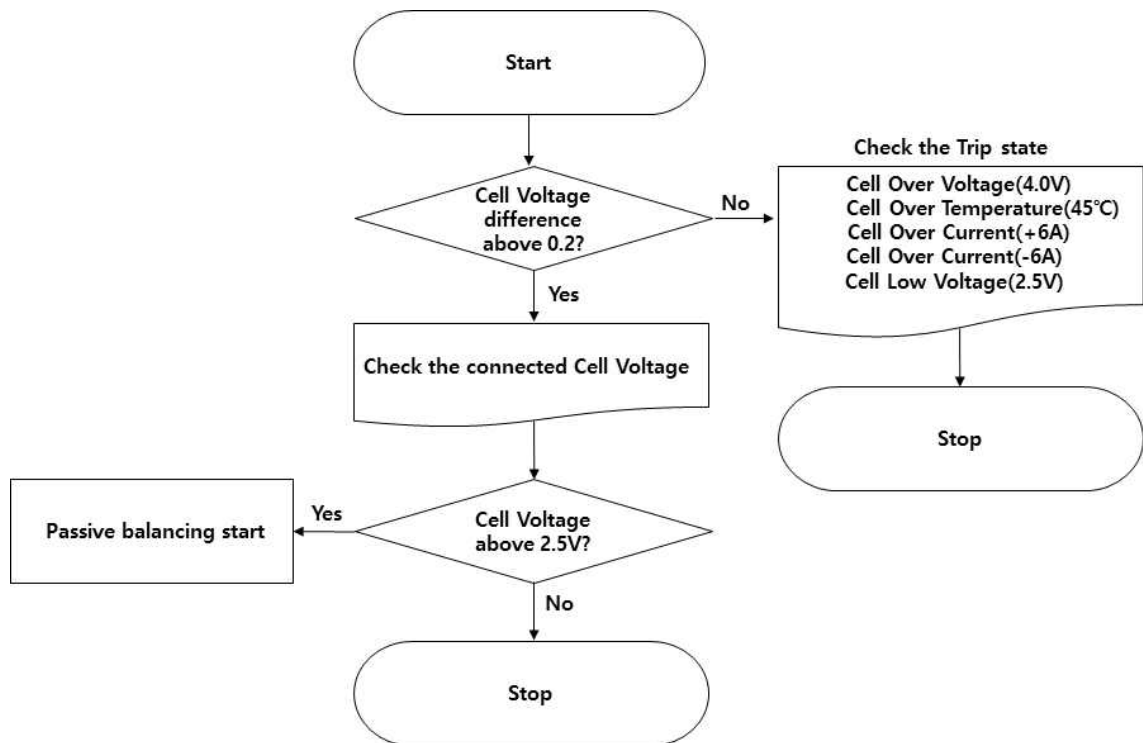 Start
Check the Trip state
Cell Voltage
difference
above 0.2?
No
Cell Over Voltage(4.0V)
Cell Over Temperature(45℃)
Cell Over Current(+6A)
Cell Over Current(-6A)
Cell Low Voltage(2.5V)
Yes
Check the connected Cell Voltage
Stop
Cell Voltage
above 2.5V?
Yes
Passive balancing start
No
Stop